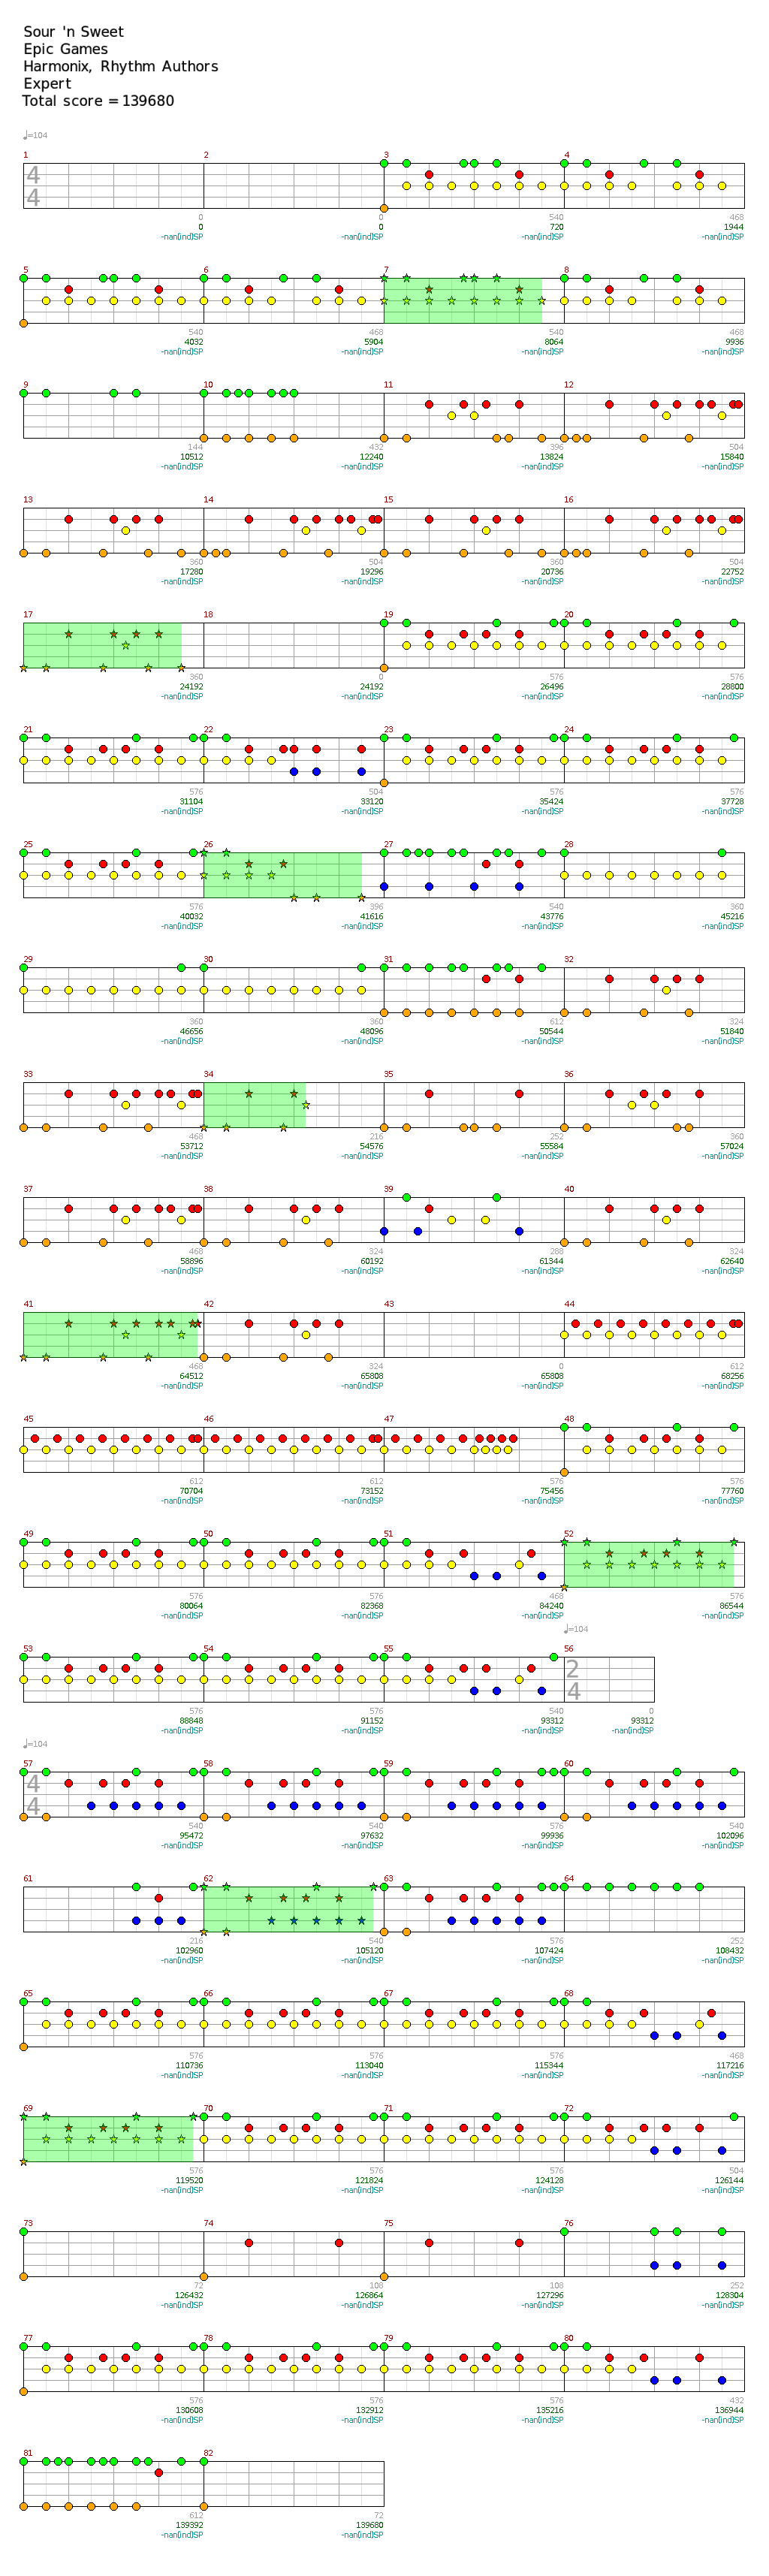 Sour 'n Sweet
Epic Games
Harmonix, Rhythm Authors
Expert
Total score = 139680
♩=104
1 2 3 4
4
4
0 0 540 468
0 0 720 1944
-nan(ind)SP -nan(ind)SP -nan(ind)SP -nan(ind)SP
5 6 7 8
540 468 540 468
4032 5904 8064 9936
-nan(ind)SP -nan(ind)SP -nan(ind)SP -nan(ind)SP
9 10 11 12
144 432 396 504
10512 12240 13824 15840
-nan(ind)SP -nan(ind)SP -nan(ind)SP -nan(ind)SP
13 14 15 16
360 504 360 504
17280 19296 20736 22752
-nan(ind)SP -nan(ind)SP -nan(ind)SP -nan(ind)SP
17 18 19 20
360 0 576 576
24192 24192 26496 28800
-nan(ind)SP -nan(ind)SP -nan(ind)SP -nan(ind)SP
21 22 23 24
576 504 576 576
31104 33120 35424 37728
-nan(ind)SP -nan(ind)SP -nan(ind)SP -nan(ind)SP
25 26 27 28
576 396 540 360
40032 41616 43776 45216
-nan(ind)SP -nan(ind)SP -nan(ind)SP -nan(ind)SP
29 30 31 32
360 360 612 324
46656 48096 50544 51840
-nan(ind)SP -nan(ind)SP -nan(ind)SP -nan(ind)SP
33 34 35 36
468 216 252 360
53712 54576 55584 57024
-nan(ind)SP -nan(ind)SP -nan(ind)SP -nan(ind)SP
37 38 39 40
468 324 288 324
58896 60192 61344 62640
-nan(ind)SP -nan(ind)SP -nan(ind)SP -nan(ind)SP
41 42 43 44
468 324 0 612
64512 65808 65808 68256
-nan(ind)SP -nan(ind)SP -nan(ind)SP -nan(ind)SP
45 46 47 48
612 612 576 576
70704 73152 75456 77760
-nan(ind)SP -nan(ind)SP -nan(ind)SP -nan(ind)SP
49 50 51 52
576 576 468 576
80064 82368 84240 86544
-nan(ind)SP -nan(ind)SP -nan(ind)SP -nan(ind)SP
♩=104
53 54 55 56
2
4
576 576 540 0
88848 91152 93312 93312
-nan(ind)SP -nan(ind)SP -nan(ind)SP -nan(ind)SP
♩=104
57 58 59 60
4
4
540 540 576 540
95472 97632 99936 102096
-nan(ind)SP -nan(ind)SP -nan(ind)SP -nan(ind)SP
61 62 63 64
216 540 576 252
102960 105120 107424 108432
-nan(ind)SP -nan(ind)SP -nan(ind)SP -nan(ind)SP
65 66 67 68
576 576 576 468
110736 113040 115344 117216
-nan(ind)SP -nan(ind)SP -nan(ind)SP -nan(ind)SP
69 70 71 72
576 576 576 504
119520 121824 124128 126144
-nan(ind)SP -nan(ind)SP -nan(ind)SP -nan(ind)SP
73 74 75 76
72 108 108 252
126432 126864 127296 128304
-nan(ind)SP -nan(ind)SP -nan(ind)SP -nan(ind)SP
77 78 79 80
576 576 576 432
130608 132912 135216 136944
-nan(ind)SP -nan(ind)SP -nan(ind)SP -nan(ind)SP
81 82
612 72
139392 139680
-nan(ind)SP -nan(ind)SP